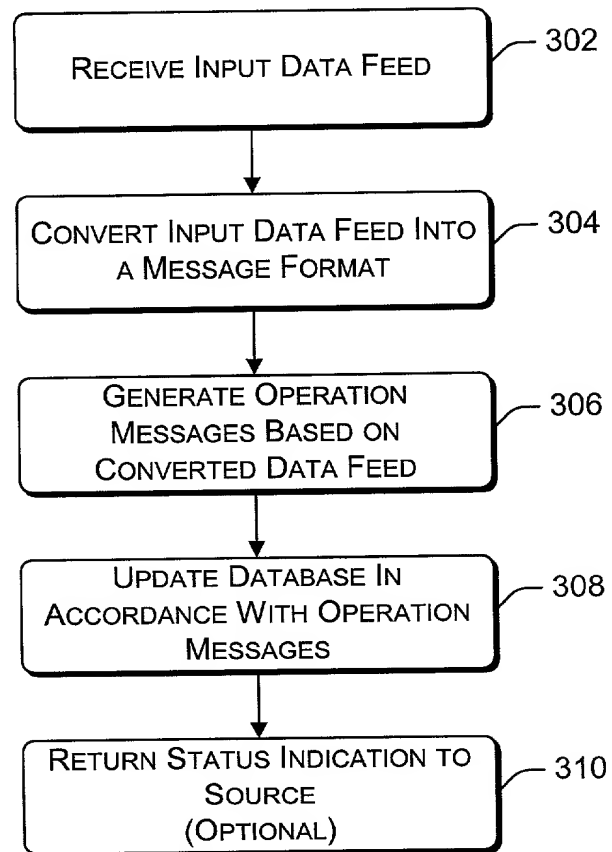 RECEIVE INPUT DATA FEED
302
CONVERT INPUT DATA FEED INTO
A MESSAGE FORMAT
304
GENERATE OPERATION
MESSAGES BASED ON
CONVERTED DATA FEED
306
UPDATE DATABASE IN
ACCORDANCE WITH OPERATION
MESSAGES
308
RETURN STATUS INDICATION TO
SOURCE
(OPTIONAL)
310